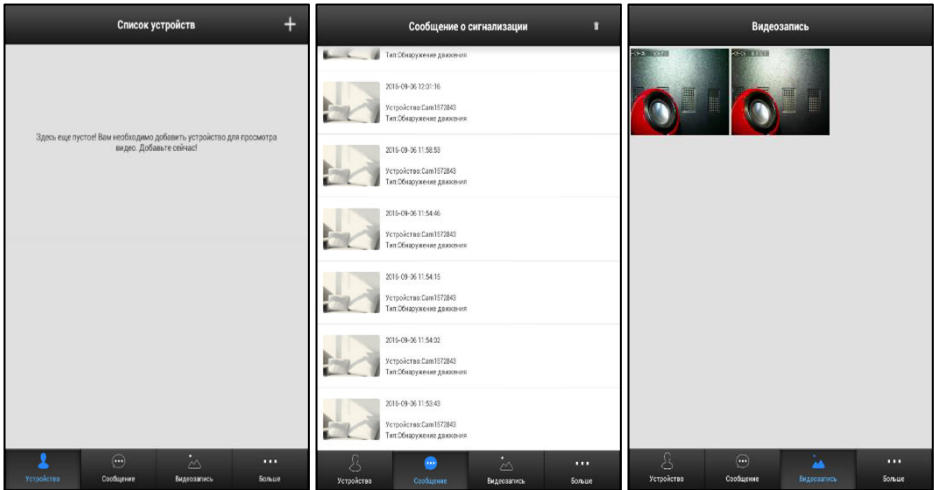 Список устройств
Здесь еще пустое! Вам необходимо добавить устройство для просмотра
видео. Добавьте сейчас!
Устройство
Сообщение
Видеозапись
Больше
Сообщение о сигнализации
Тип:Обнаружение движения
2016-09-06 12:01:16
Устройство:Cam1572843
Тип:Обнаружение движения
2016-09-06 11:58:53
Устройство:Cam1572843
Тип:Обнаружение движения
2016-09-06 11:54:46
Устройство:Cam1572843
Тип:Обнаружение движения
2016-09-06 11:54:15
Устройство:Cam1572843
Тип:Обнаружение движения
2016-09-06 11:54:02
Устройство:Cam1572843
Тип:Обнаружение движения
2016-09-06 11:53:43
Устройство:Cam1572843
Тип:Обнаружение движения
Устройство
Сообщение
Видеозапись
Больше
Видеозапись
Устройство
Сообщение
Видеозапись
Больше